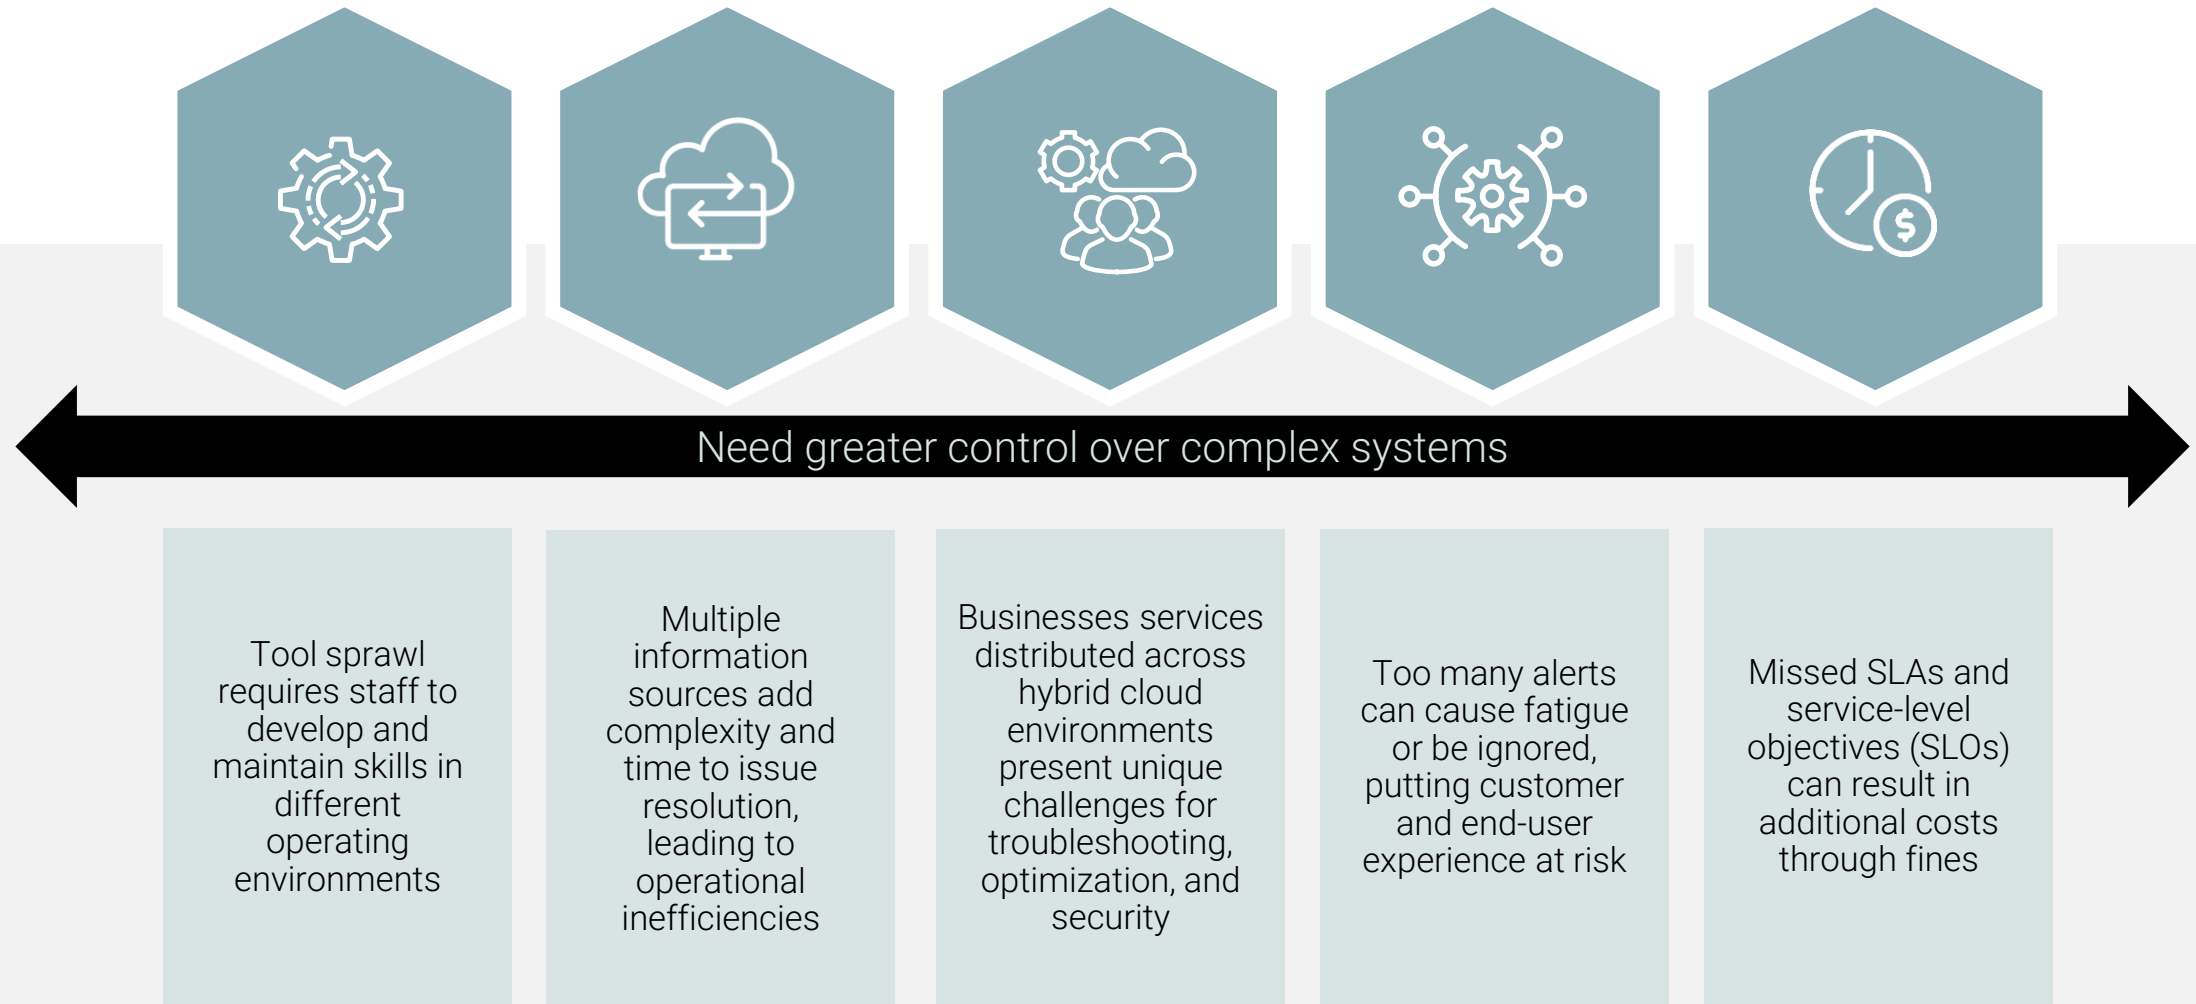 $
Need greater control over complex systems
Tool sprawl
requires staff to
develop and
maintain skills in
different
operating
environments
Multiple
information
sources add
complexity and
time to issue
resolution,
leading to
operational
inefficiencies
Businesses services
distributed across
hybrid cloud
environments
present unique
challenges for
troubleshooting,
optimization, and
security
Too many alerts
can cause fatigue
or be ignored,
putting customer
and end-user
experience at risk
Missed SLAs and
service-level
objectives (SLOs)
can result in
additional costs
through fines